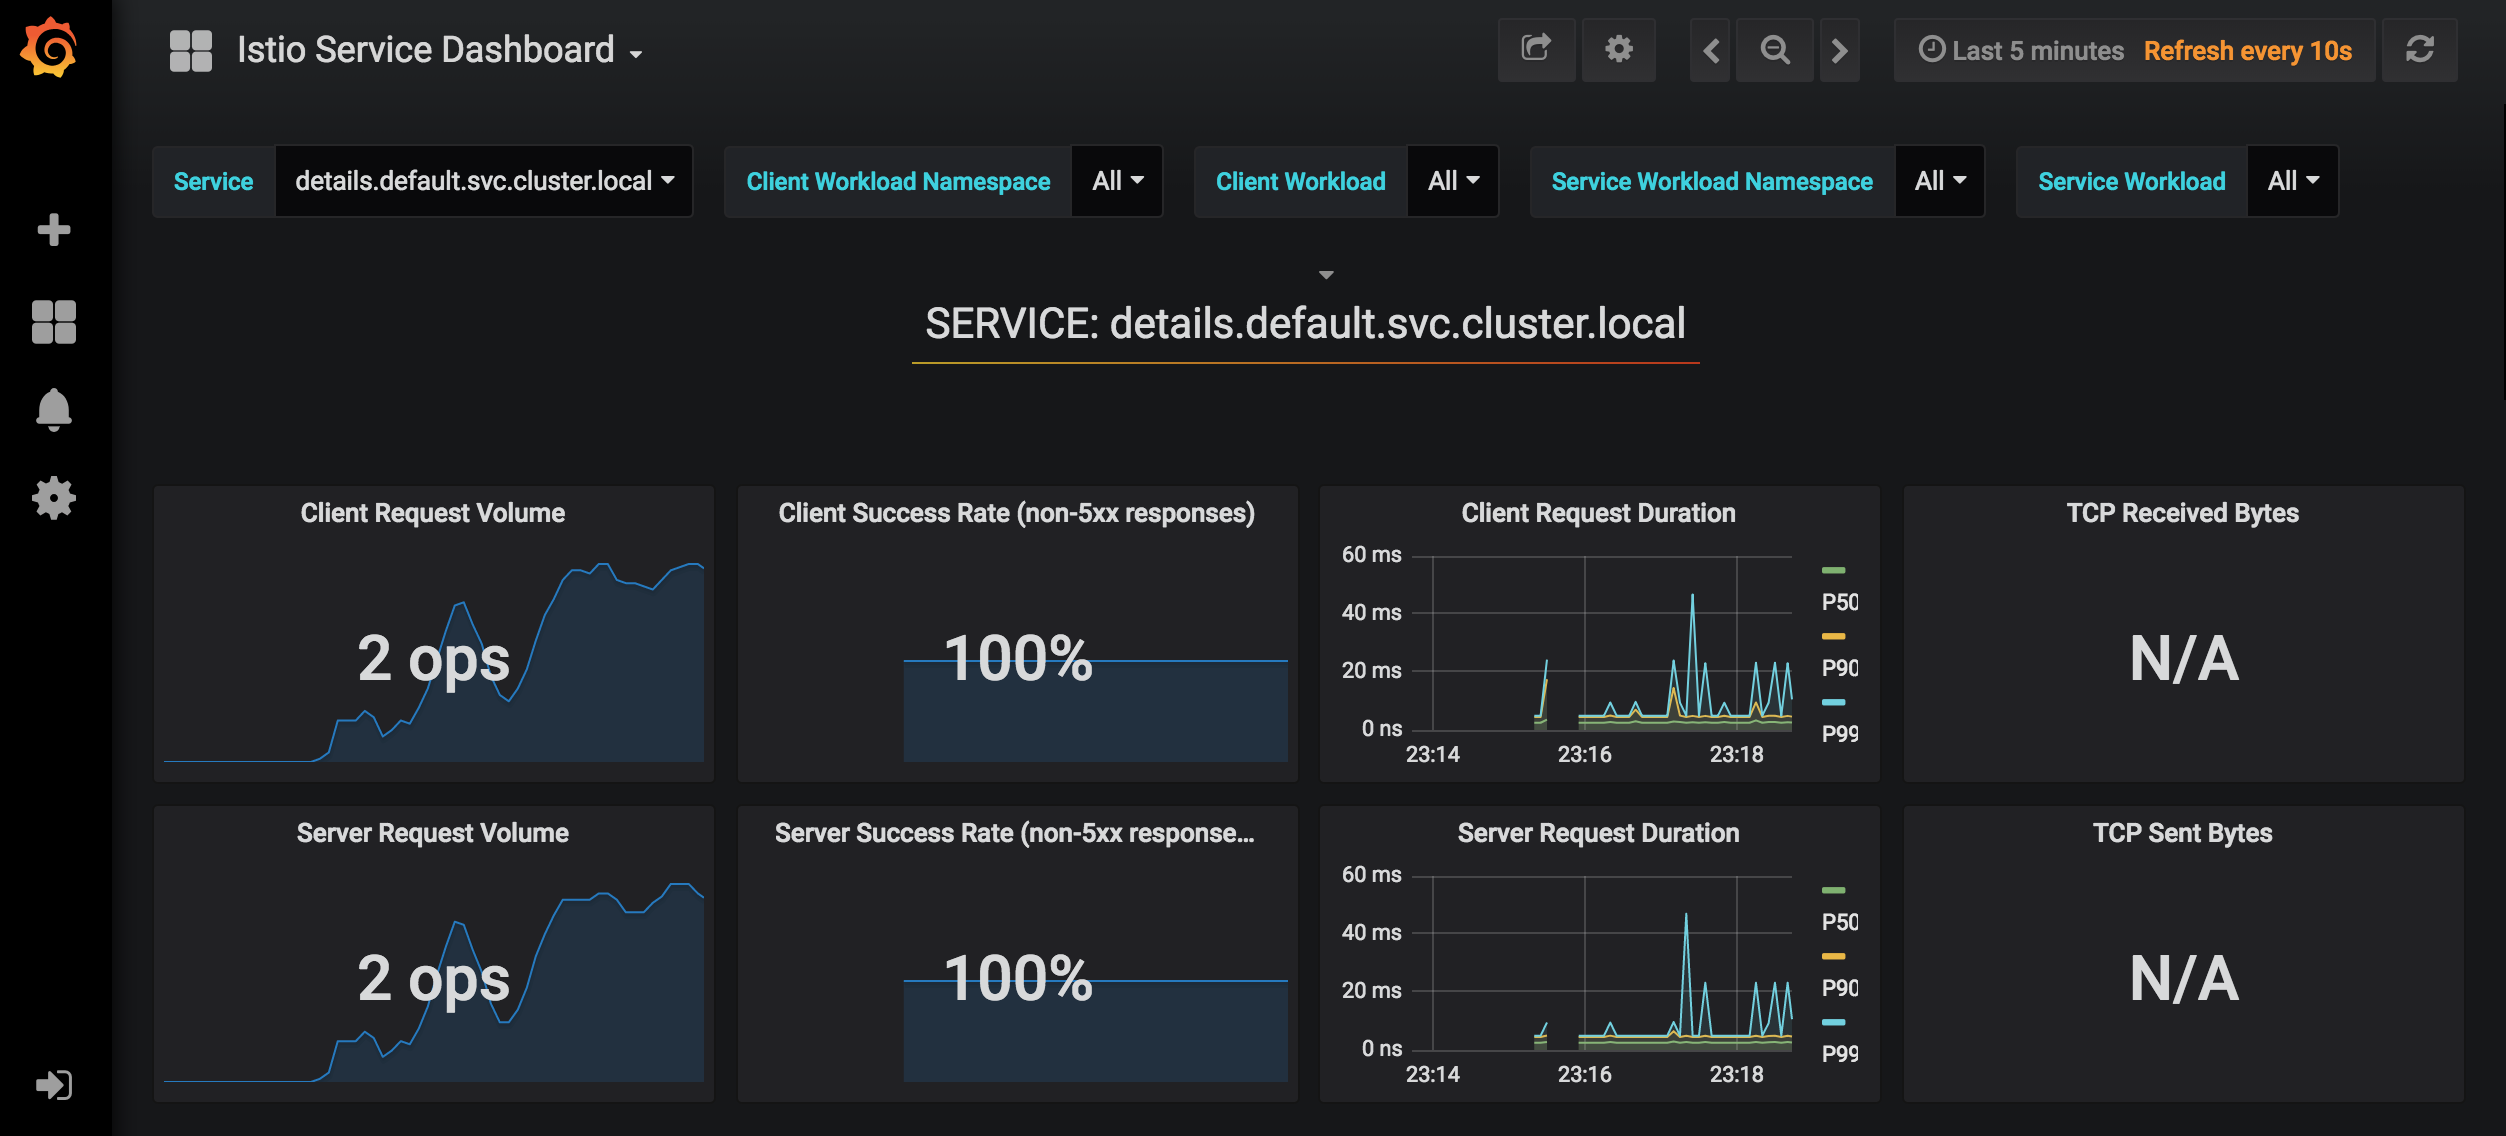 Istio Service Dashboard
Last 5 minutes Refresh every 10s
Service details.default.svc.cluster.local Client Workload Namespace All Client Workload All Service Workload Namespace All Service Workload All
SERVICE: details.default.svc.cluster.local
Client Request Volume
2 ops
Client Success Rate (non-5xx responses)
100%
Client Request Duration
60 ms
40 ms
20 ms
0 ns
23:14 23:16 23:18
P50
P90
P99
TCP Received Bytes
N/A
Server Request Volume
2 ops
Server Success Rate (non-5xx response...
100%
Server Request Duration
60 ms
40 ms
20 ms
0 ns
23:14 23:16 23:18
P50
P90
P99
TCP Sent Bytes
N/A